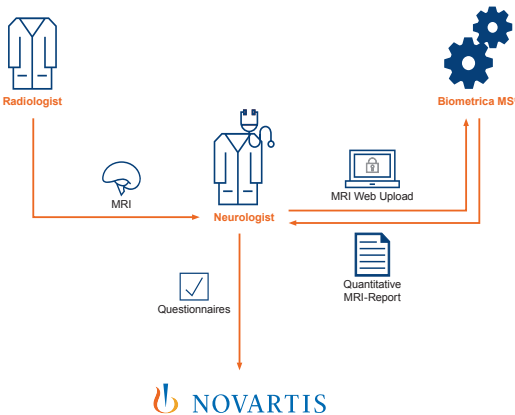 Radiologist
Biometrica MS
MRI
MRI Web Upload
Neurologist
Quantitative
MRI-Report
Questionnaires
NOVARTIS